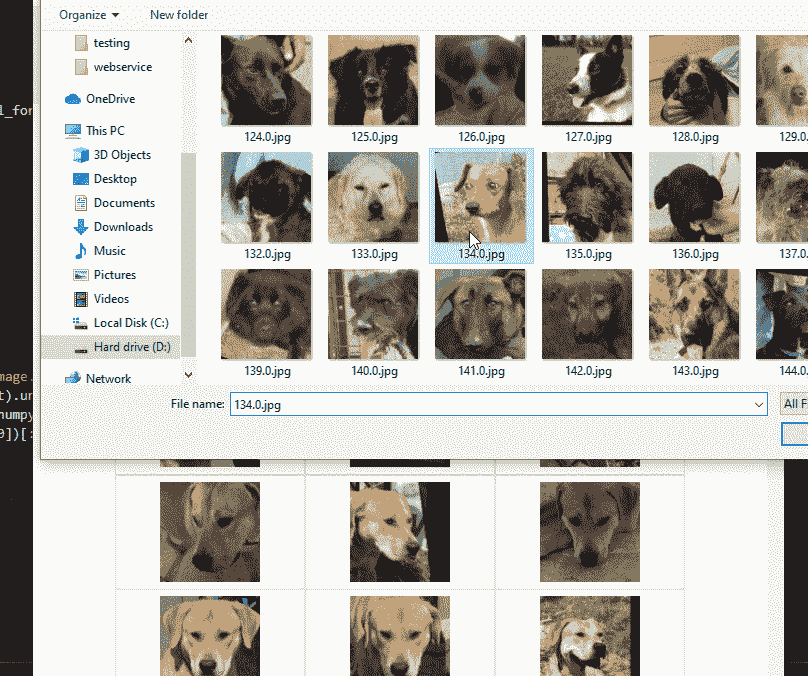 Organize New folder
testing
webservice
OneDrive
This PC
3D Objects
Desktop
Documents
Downloads
Music
Pictures
Videos
Local Disk (C:)
Hard drive (D:)
Network
124.0.jpg 125.0.jpg 126.0.jpg 127.0.jpg 128.0.jpg 129.0
132.0.jpg 133.0.jpg 134.0.jpg 135.0.jpg 136.0.jpg 137.0
139.0.jpg 140.0.jpg 141.0.jpg 142.0.jpg 143.0.jpg 144.0
File name: 134.0.jpg All F
l_for
mage.
t).un
numpy
0])[: